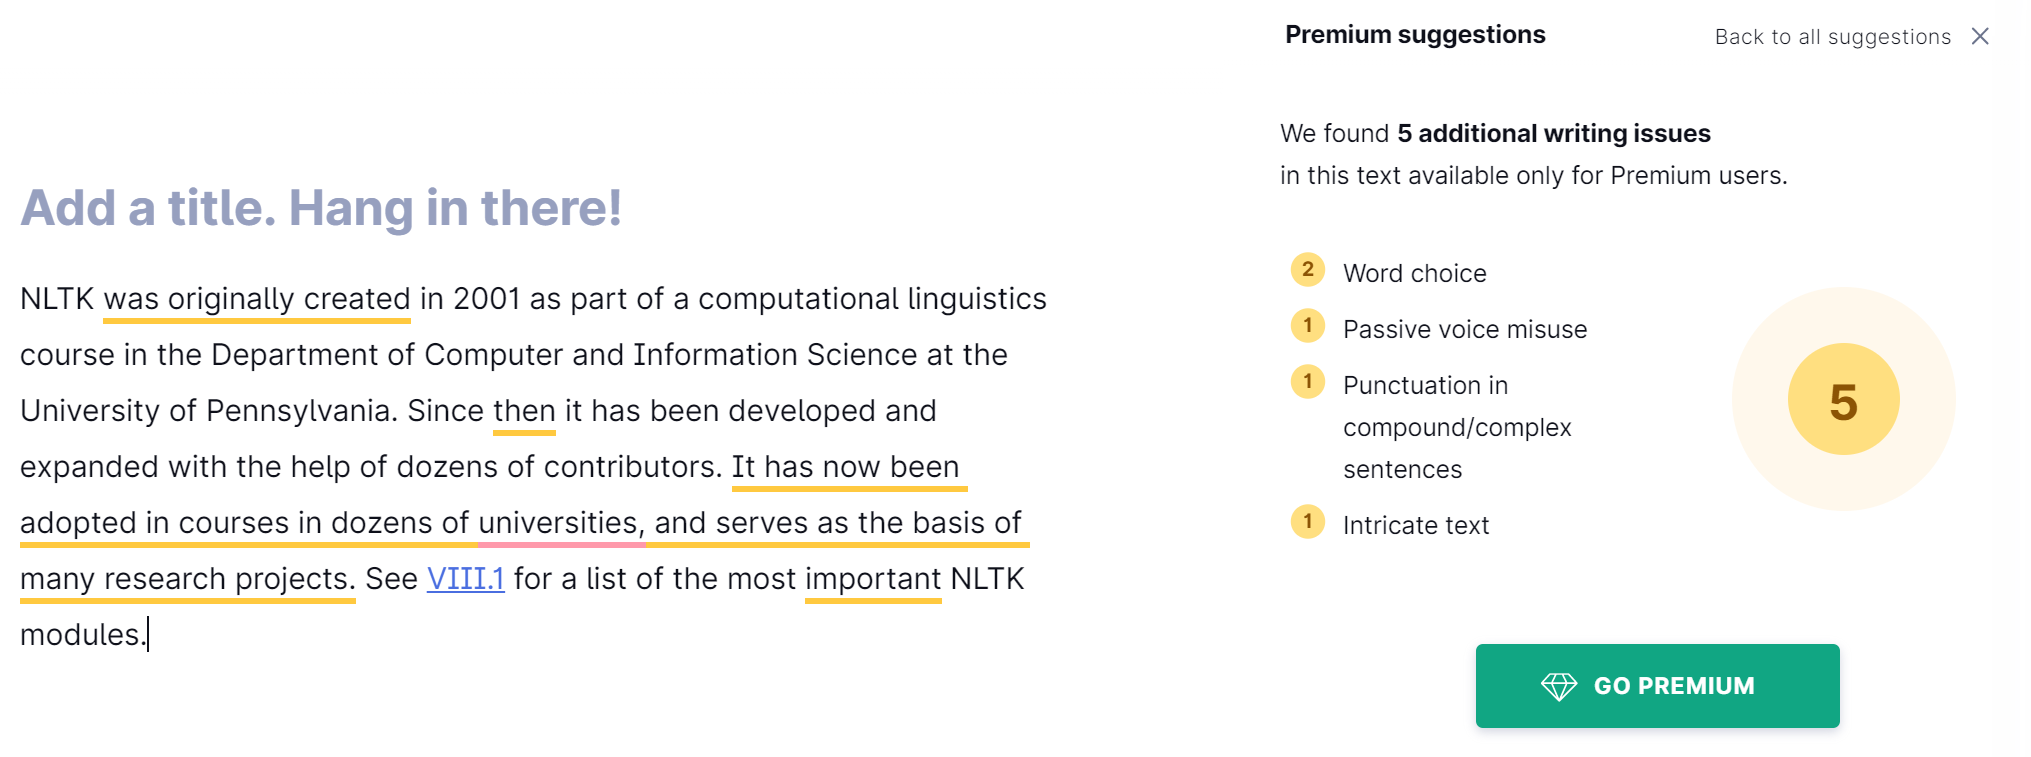 Premium suggestions
Back to all suggestions
We found 5 additional writing issues
in this text available only for Premium users.
Add a title. Hang in there!
NLTK was originally created in 2001 as part of a computational linguistics
course in the Department of Computer and Information Science at the
University of Pennsylvania. Since then it has been developed and
expanded with the help of dozens of contributors. It has now been
adopted in courses in dozens of universities, and serves as the basis of
many research projects. See VIII.1 for a list of the most important NLTK
modules.
2 Word choice
1 Passive voice misuse
1 Punctuation in
compound/complex
sentences
1 Intricate text
5
GO PREMIUM